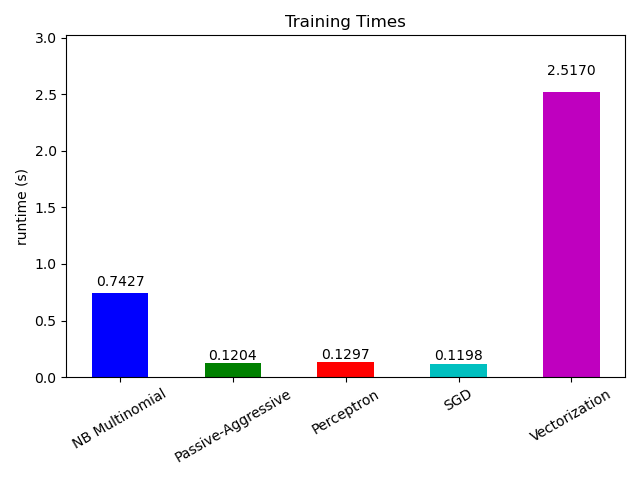 Training Times
3.0
2.5
2.0
1.5
1.0
0.5
0.0
runtime (s)
0.7427
0.1204
0.1297
0.1198
2.5170
NB Multinomial
Passive-Aggressive
Perceptron
SGD
Vectorization